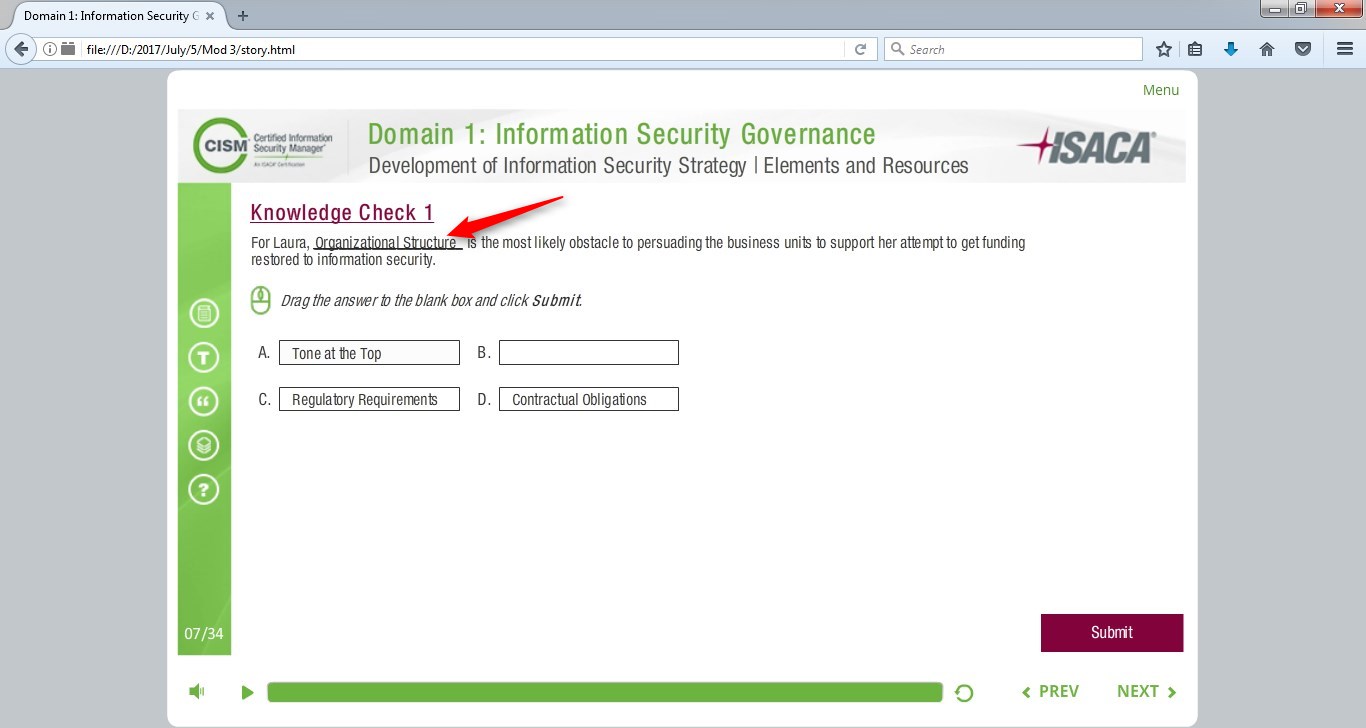 Domain 1: Information Security G
file:///D:/2017/July/5/Mod 3/story.html
Search
Menu
CISM
Certified Information
Security Manager®
An ISACA® Certification
Domain 1: Information Security Governance
Development of Information Security Strategy | Elements and Resources
ISACA®
Knowledge Check 1
For Laura, Organizational Structure is the most likely obstacle to persuading the business units to support her attempt to get funding
restored to information security.
Drag the answer to the blank box and click Submit.
A. Tone at the Top B.
C. Regulatory Requirements D. Contractual Obligations
07/34
Submit
PREV NEXT